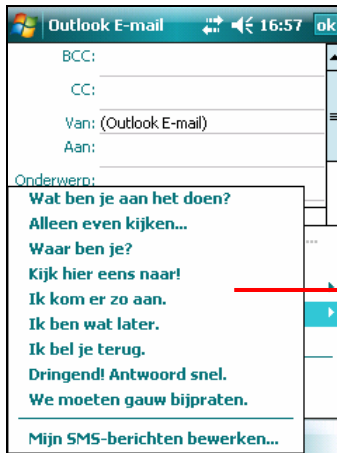 Outlook E-mail 16:57 ok
BCC:
CC:
Van: (Outlook E-mail)
Aan:
Onderwerp:
Wat ben je aan het doen?
Alleen even kijken...
Waar ben je?
Kijk hier eens naar!
Ik kom er zo aan.
Ik ben wat later.
Ik bel je terug.
Dringend! Antwoord snel.
We moeten gauw bijpraten.
Mijn SMS-berichten bewerken...